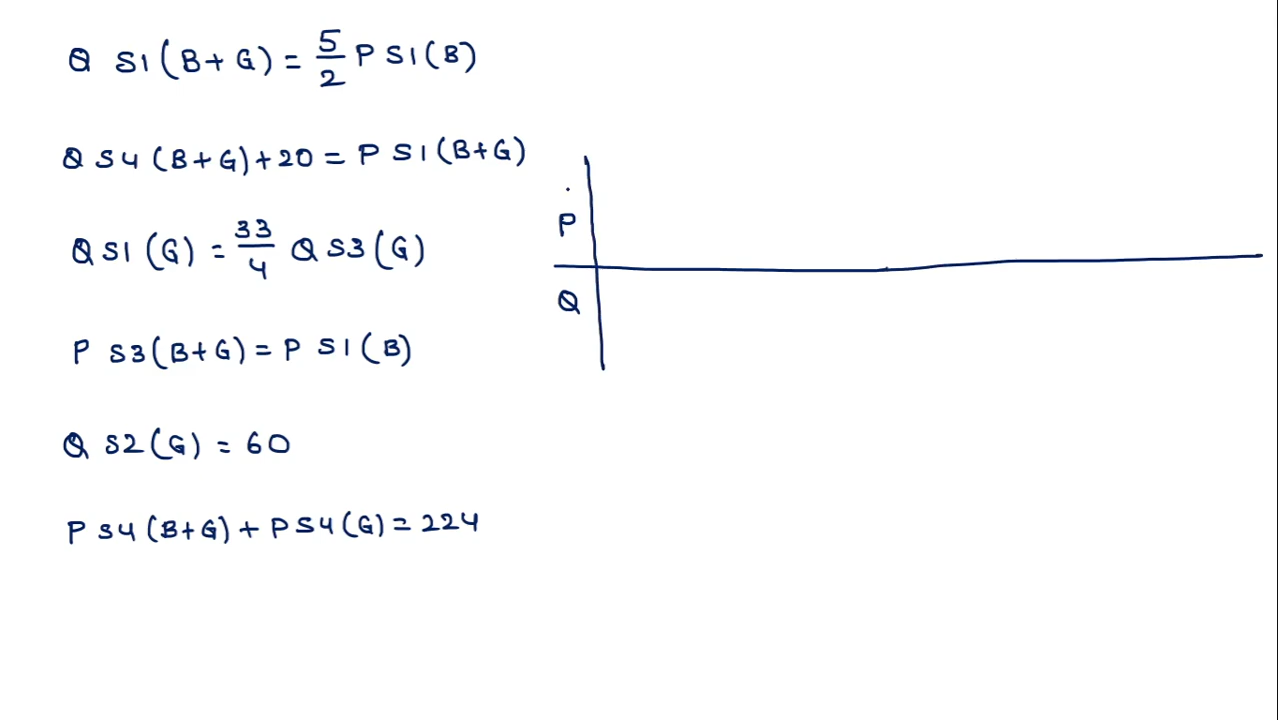 Q S1(B+G) = 5/2 P S1(B)
Q S4(B+G)+20 = P S1(B+G)
Q S1(G) = 33/4 Q S3(G)
P S3(B+G) = P S1(B)
Q S2(G) = 60
P S4(B+G) + P S4(G) = 224
P
Q